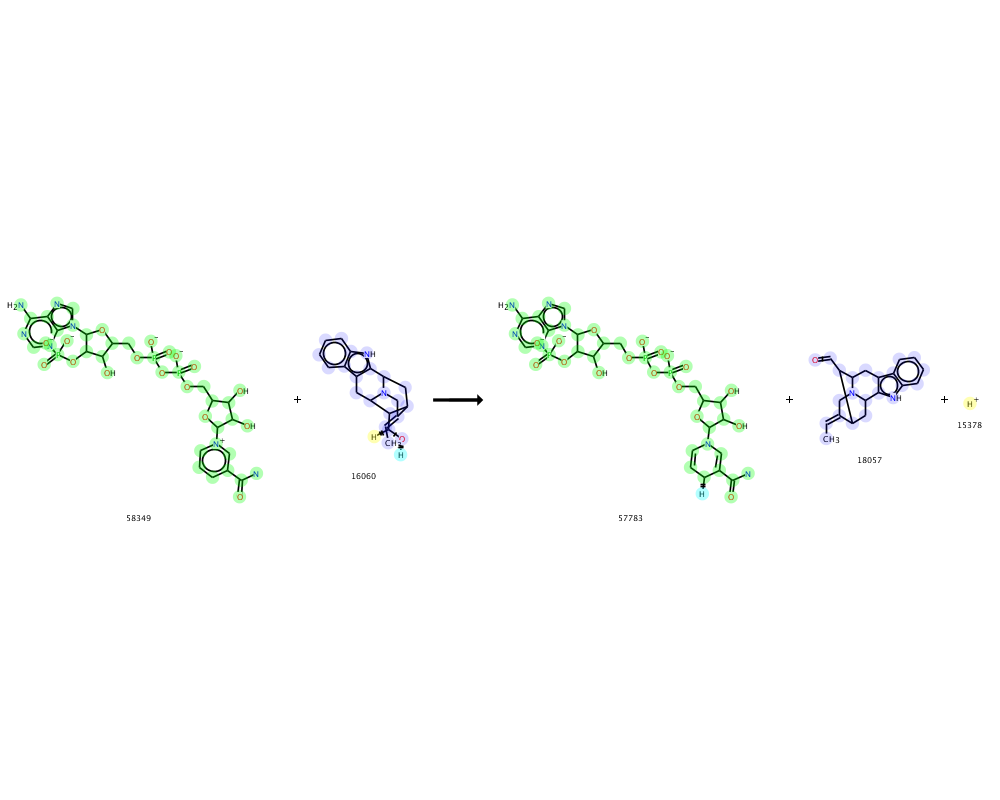 H2N N N N N O O- O O- O P O O O- P O O- P O O O OH OH OH O N+ N O
58349
+
NH N H CH3 O H
16060
H2N N N N N O O- O O- O P O O O- P O O- P O O O OH OH OH O N H N O
57783
+
O N NH CH3
18057
+
H+
15378